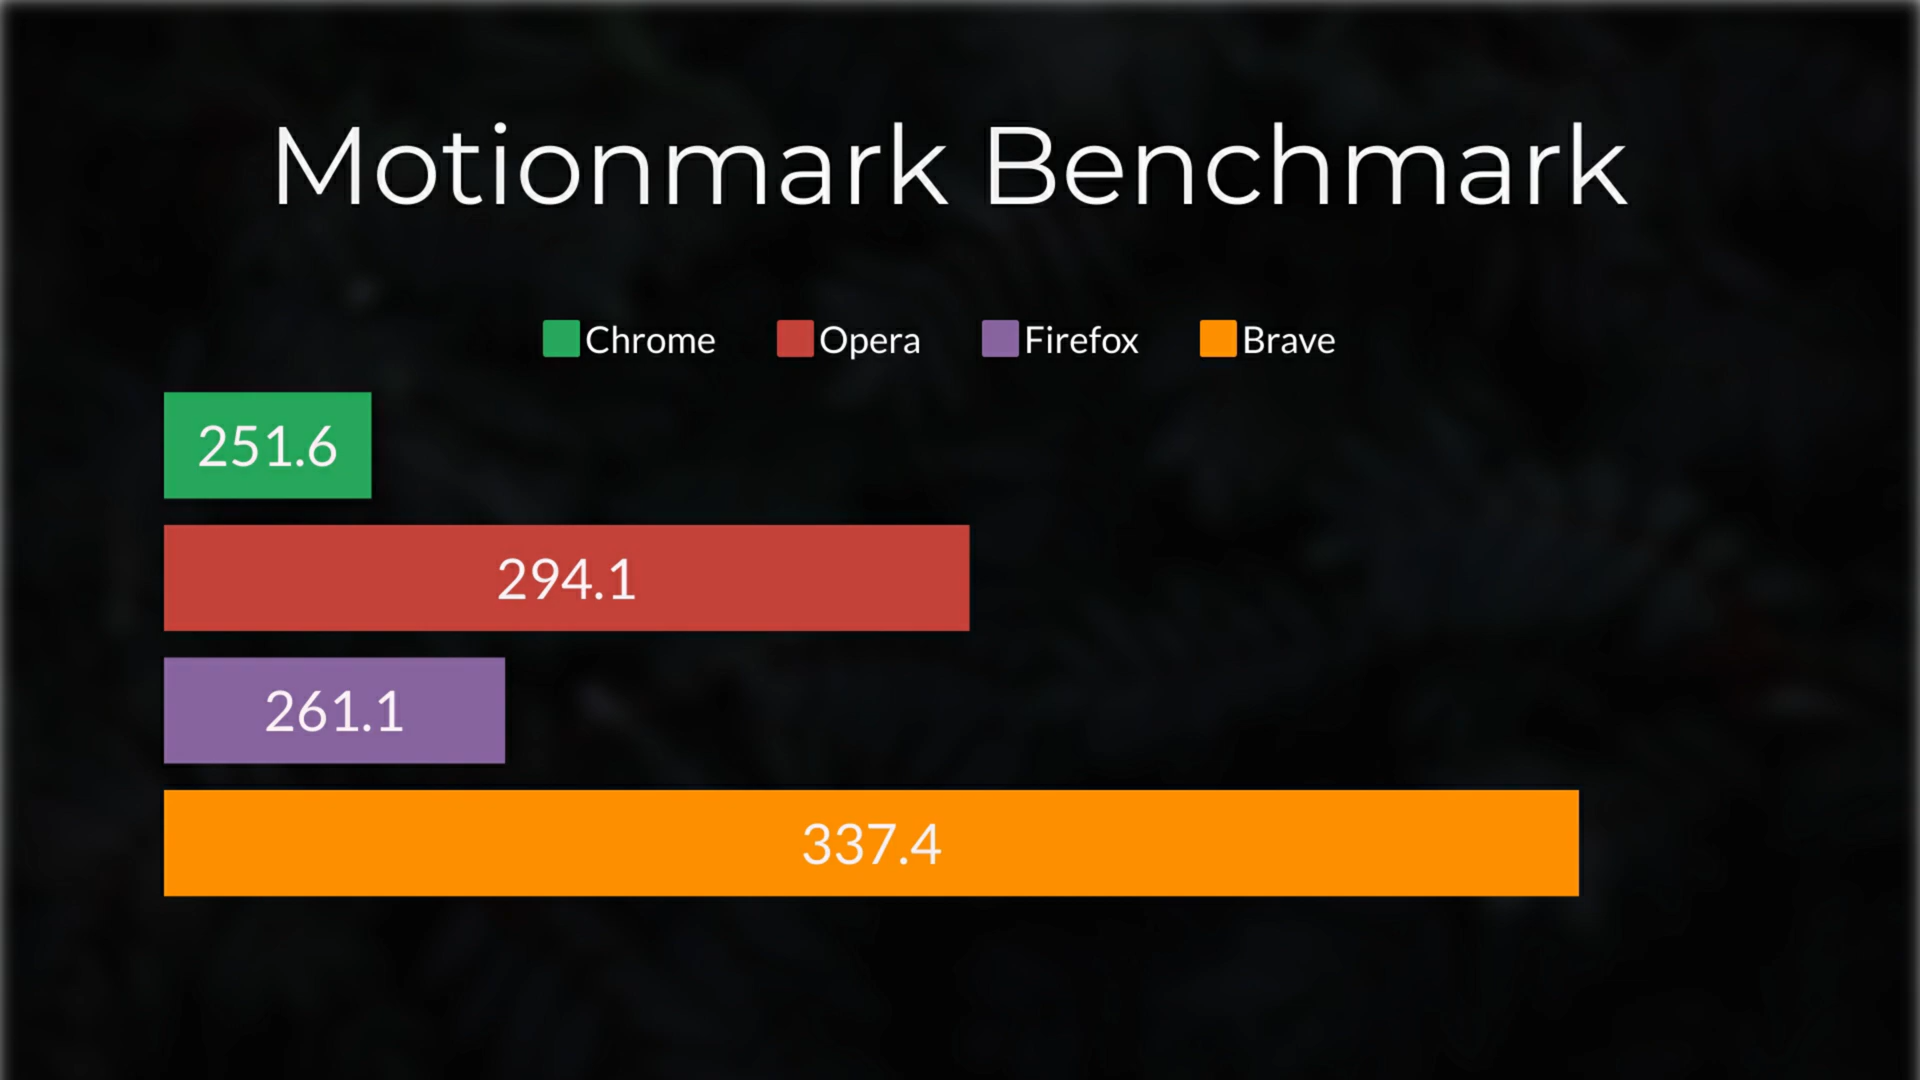 Motionmark Benchmark
Chrome Opera Firefox Brave
251.6
294.1
261.1
337.4